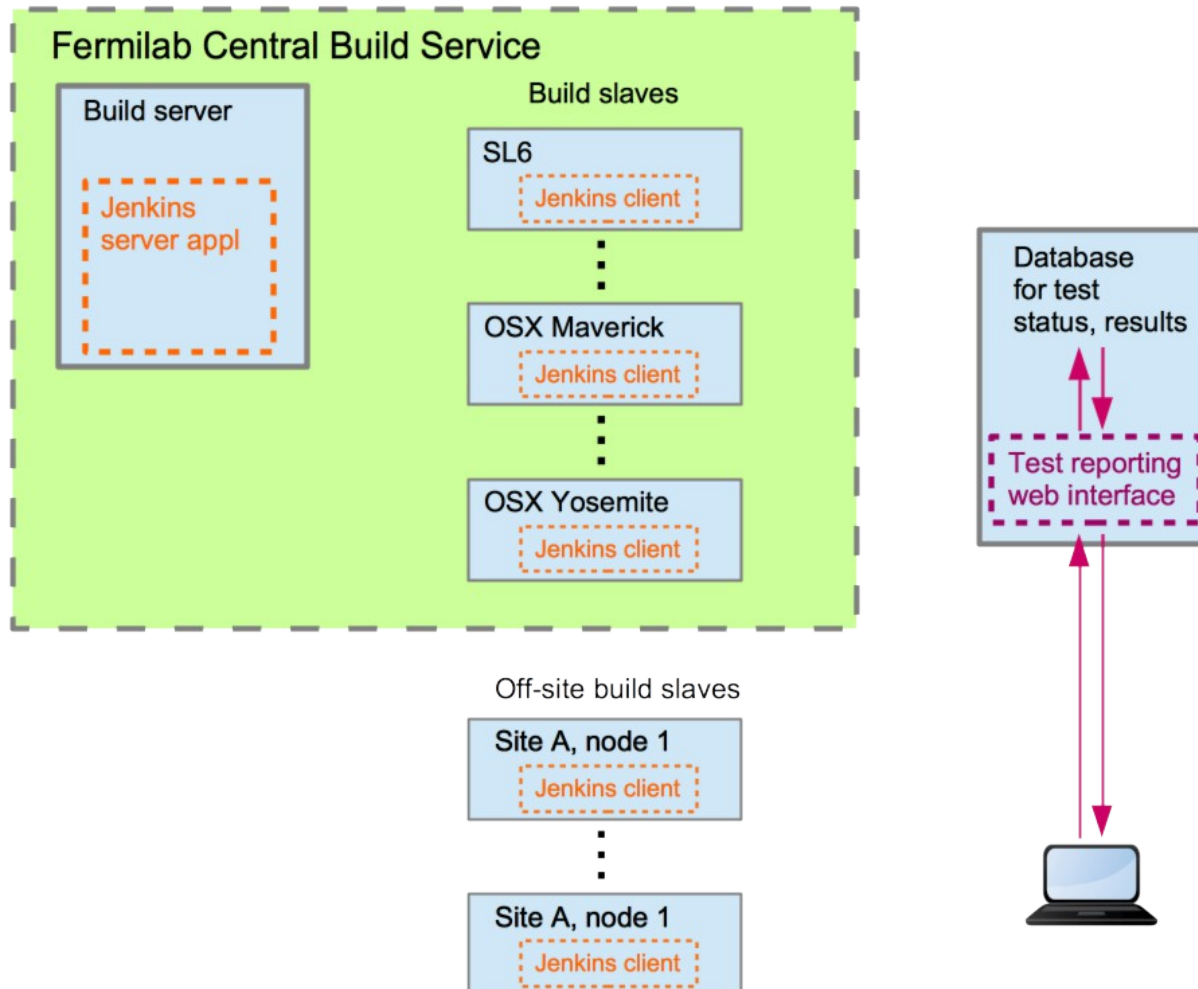 Fermilab Central Build Service
Build server
Jenkins
server appl
Build slaves
SL6
Jenkins client
OSX Maverick
Jenkins client
OSX Yosemite
Jenkins client
Off-site build slaves
Site A, node 1
Jenkins client
Site A, node 1
Jenkins client
Database
for test
status, results
Test reporting
web interface